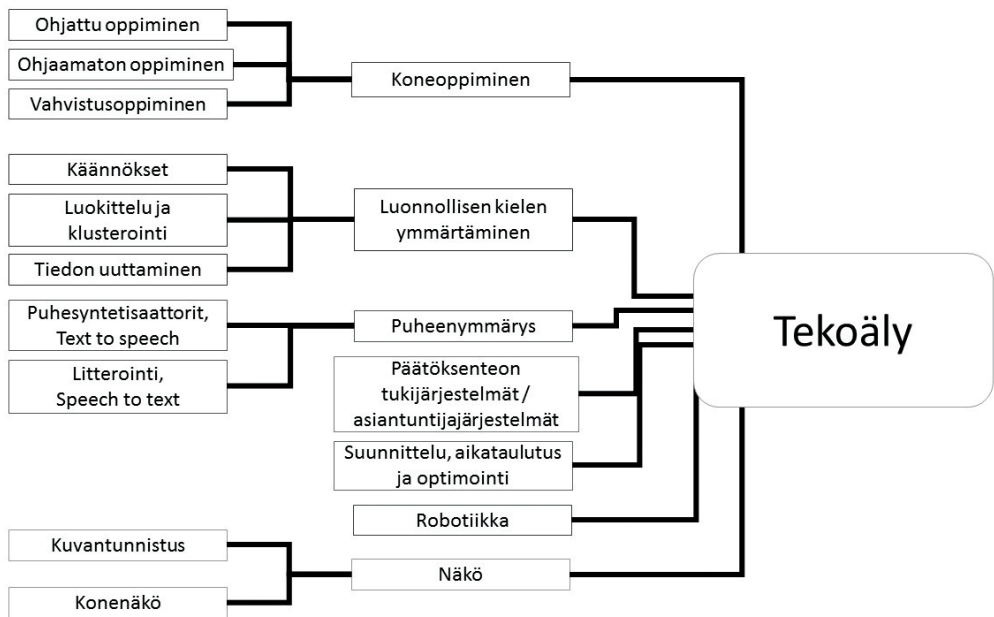 Ohjattu oppiminen
Ohjaamaton oppiminen
Vahvistusoppiminen
Koneoppiminen
Käännökset
Luokittelu ja
klusterointi
Tiedon uuttaminen
Luonnollisen kielen
ymmärtäminen
Puhesyntetisaattorit,
Text to speech
Litterointi,
Speech to text
Puheenymmärys
Päätöksenteon
tukijärjestelmät /
asiantuntijajärjestelmät
Suunnittelu, aikataulutus
ja optimointi
Robotiikka
Kuvantunnistus
Konenäkö
Näkö
Tekoäly